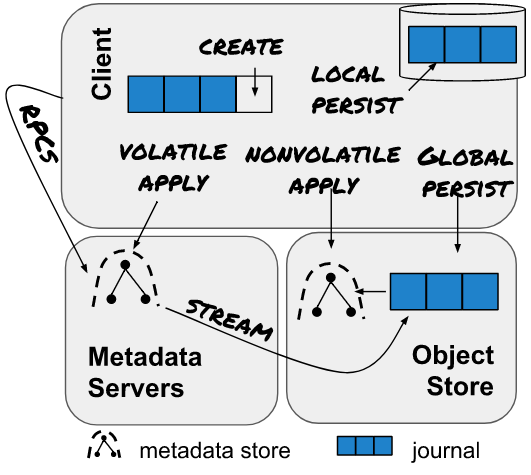 Client
CREATE
LOCAL
PERSIST
RPCS
VOLATILE
APPLY
NONVOLATILE
APPLY
GLOBAL
PERSIST
STREAM
Metadata
Servers
Object
Store
metadata store
journal